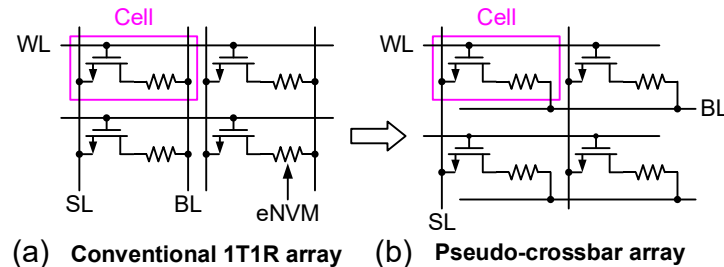 Cell
WL
SL
BL
eNVM
(a) Conventional 1T1R array
Cell
WL
BL
SL
(b) Pseudo-crossbar array